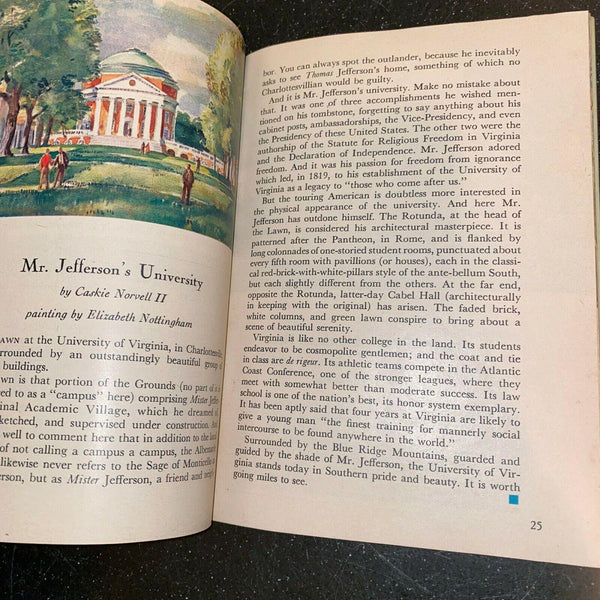 Mr. Jefferson's University
by Caskie Norvell II
painting by Elizabeth Nottingham
AWN at the University of Virginia, in Charlottesville
rrounded by an outstandingly beautiful group of
buildings.
wn is that portion of the Grounds (no part of
ed to as a "campus" here) comprising Mister Jeffer
inal Academic Village, which he dreamed of
ketched, and supervised under construction. An
well to comment here that in addition to the local
of not calling a campus a campus, the Albemar
likewise never refers to the Sage of Monticello
erson, but as Mister Jefferson, a friend and neigh
bor. You can always spot the outlander, because he inevitably
asks to see Thomas Jefferson's home, something of which no
Charlottesvillian would be guilty.
And it is Mr. Jefferson's university. Make no mistake about
that. It was one of three accomplishments he wished men-
tioned on his tombstone, forgetting to say anything about his
cabinet posts, ambassadorships, the Vice-Presidency, and even
the Presidency of these United States. The other two were the
authorship of the Statute for Religious Freedom in Virginia
and the Declaration of Independence. Mr. Jefferson adored
freedom. And it was his passion for freedom from ignorance
which led, in 1819, to his establishment of the University of
Virginia as a legacy to "those who come after us."
But the touring American is doubtless more interested in
the physical appearance of the university. And here Mr.
Jefferson has outdone himself. The Rotunda, at the head of
the Lawn, is considered his architectural masterpiece. It is
patterned after the Pantheon, in Rome, and is flanked by
long colonnades of one-storied student rooms, punctuated about
every fifth room with pavillions (or houses), each in the classi-
cal red-brick-with-white-pillars style of the ante-bellum South,
but each slightly different from the others. At the far end,
opposite the Rotunda, latter-day Cabel Hall (architecturally
in keeping with the original) has arisen. The faded brick,
white columns, and green lawn conspire to bring about a
scene of beautiful serenity.
Virginia is like no other college in the land. Its students
endeavor to be cosmopolite gentlemen; and the coat and tie
in class are de rigeur. Its athletic teams compete in the Atlantic
Coast Conference, one of the stronger leagues, where they
meet with somewhat better than moderate success. Its law
school is one of the nation's best, its honor system exemplary.
It has been aptly said that four years at Virginia are likely to
give a young man "the finest training for mannerly social
intercourse to be found anywhere in the world."
Surrounded by the Blue Ridge Mountains, guarded and
guided by the shade of Mr. Jefferson, the University of Vir-
ginia stands today in Southern pride and beauty. It is worth
going miles to see.
25